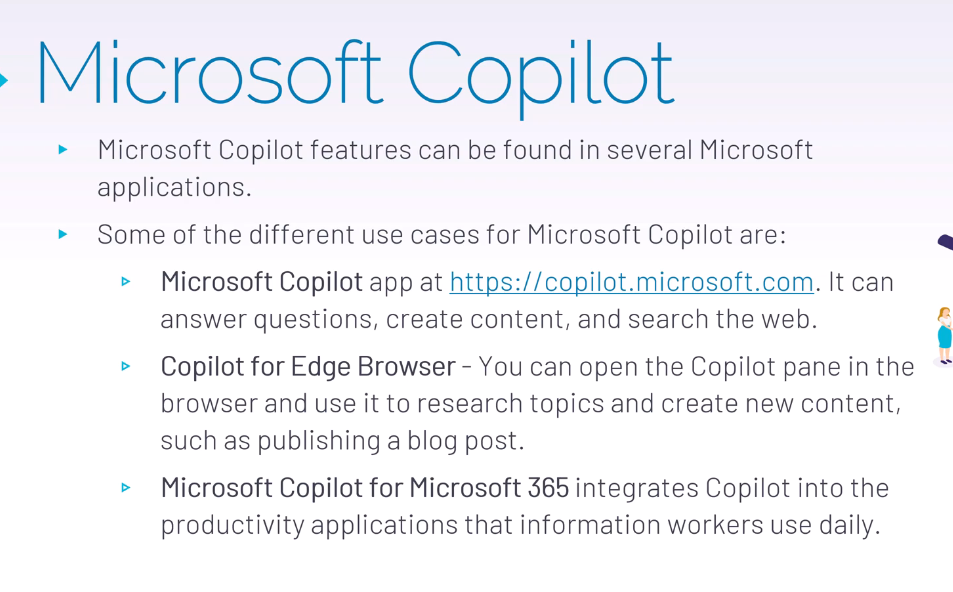 Microsoft Copilot
Microsoft Copilot features can be found in several Microsoft
applications.
Some of the different use cases for Microsoft Copilot are:
Microsoft Copilot app at https://copilot.microsoft.com. It can
answer questions, create content, and search the web.
Copilot for Edge Browser - You can open the Copilot pane in the
browser and use it to research topics and create new content,
such as publishing a blog post.
Microsoft Copilot for Microsoft 365 integrates Copilot into the
productivity applications that information workers use daily.